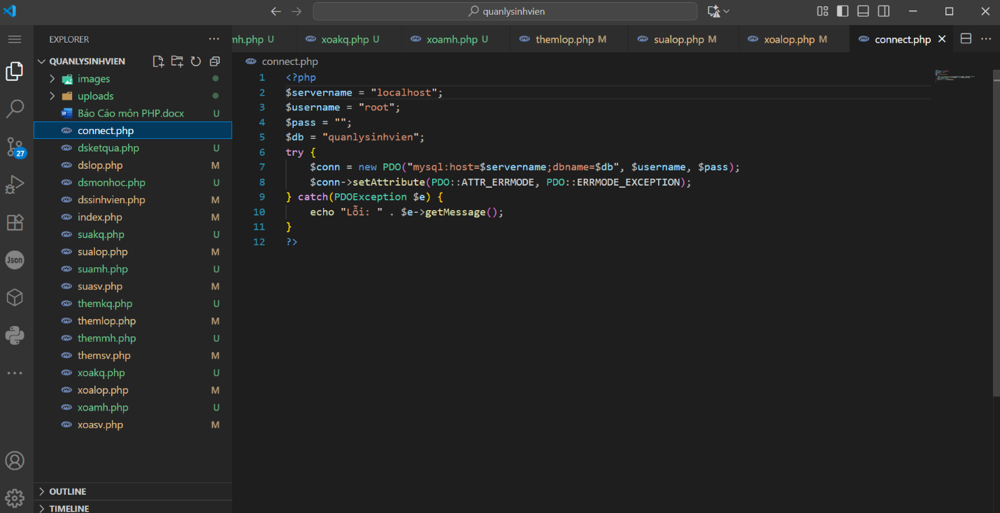 quanlysinhvien
EXPLORER
mh.php U
xoakq.php U
xoamh.php U
themlop.php M
sualop.php M
xoalop.php M
connect.php
QUANLYSINHVIEN
images
uploads
Báo Cáo môn PHP.docx U
connect.php
dsketqua.php U
dslop.php M
dsmonhoc.php U
dssinhvien.php M
index.php M
suakq.php U
sualop.php M
suamh.php U
suasv.php M
themkq.php U
themlop.php M
themmh.php U
themsv.php M
xoakq.php U
xoalop.php M
xoamh.php U
xoasv.php M
OUTLINE
TIMELINE
27
Json
connect.php
1 <?php
2 $servername = "localhost";
3 $username = "root";
4 $pass = "";
5 $db = "quanlysinhvien";
6 try {
7 $conn = new PDO("mysql:host=$servername;dbname=$db", $username, $pass);
8 $conn->setAttribute(PDO::ATTR_ERRMODE, PDO::ERRMODE_EXCEPTION);
9 } catch(PDOException $e) {
10 echo "Lỗi: " . $e->getMessage();
11 }
12 ?>